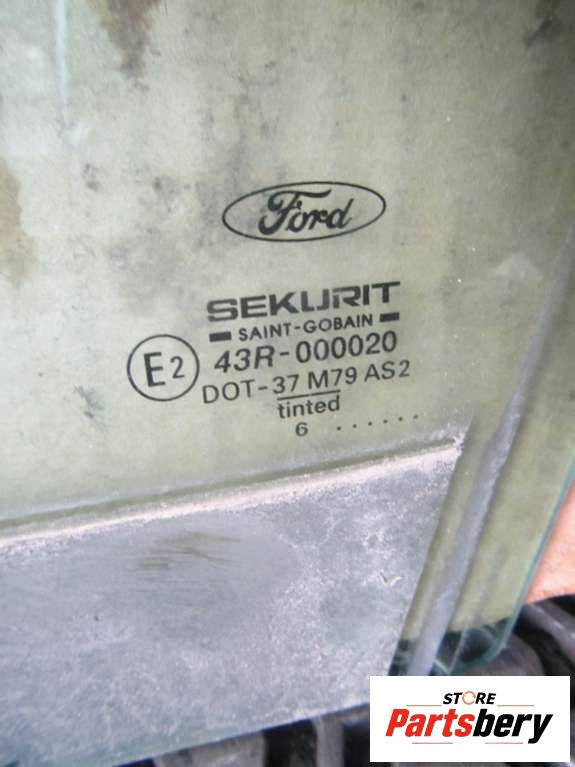 Ford
SEKURIT
SAINT-GOBAIN
E2
43R-000020
DOT-37 M79 AS2
tinted
6 ......
STORE
Partsbery